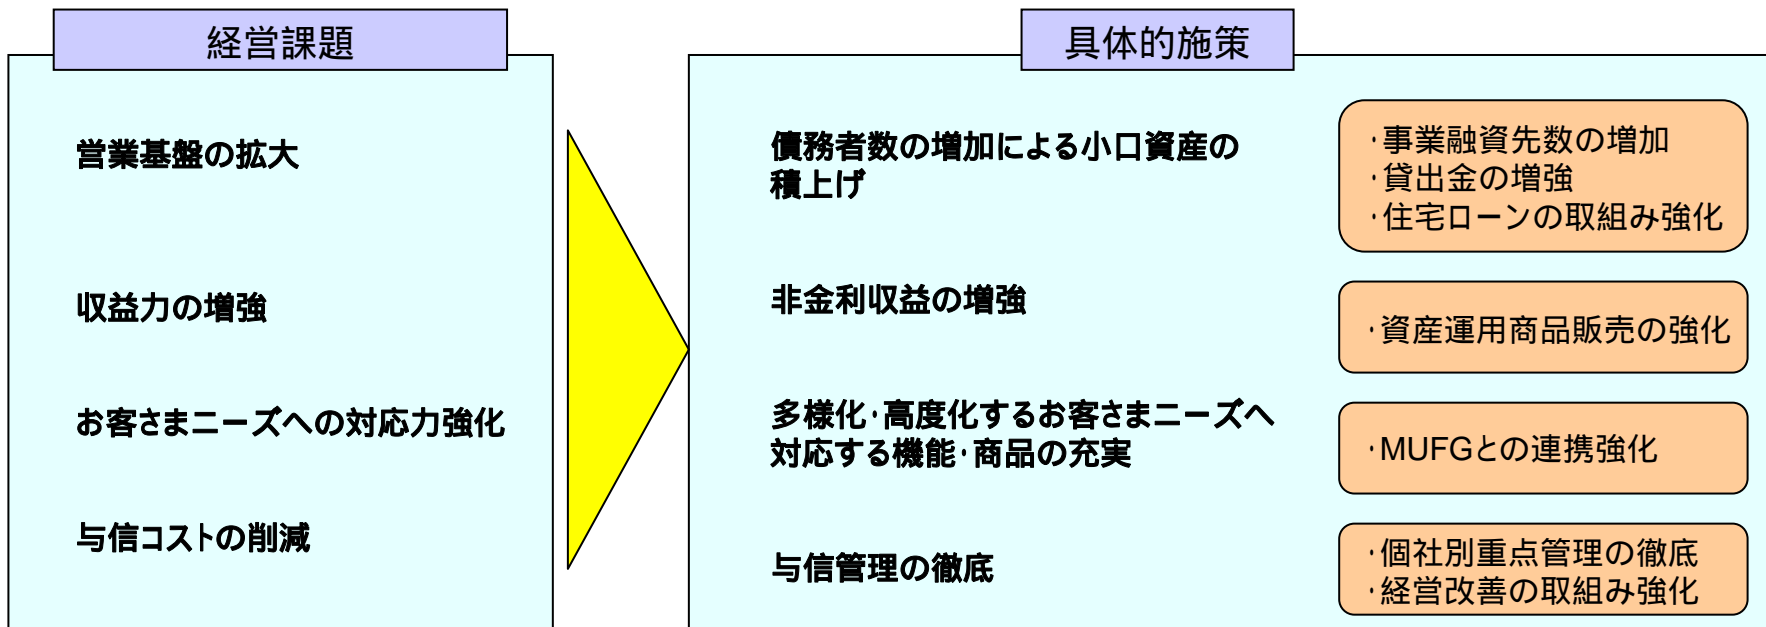 経営課題
営業基盤の拡大
収益力の増強
お客さまニーズへの対応力強化
与信コストの削減
具体的施策
債務者数の増加による小口資産の
積上げ
・事業融資先数の増加
・貸出金の増強
・住宅ローンの取組み強化
非金利収益の増強
・資産運用商品販売の強化
多様化・高度化するお客さまニーズへ
対応する機能・商品の充実
・MUFGとの連携強化
与信管理の徹底
・個社別重点管理の徹底
・経営改善の取組み強化